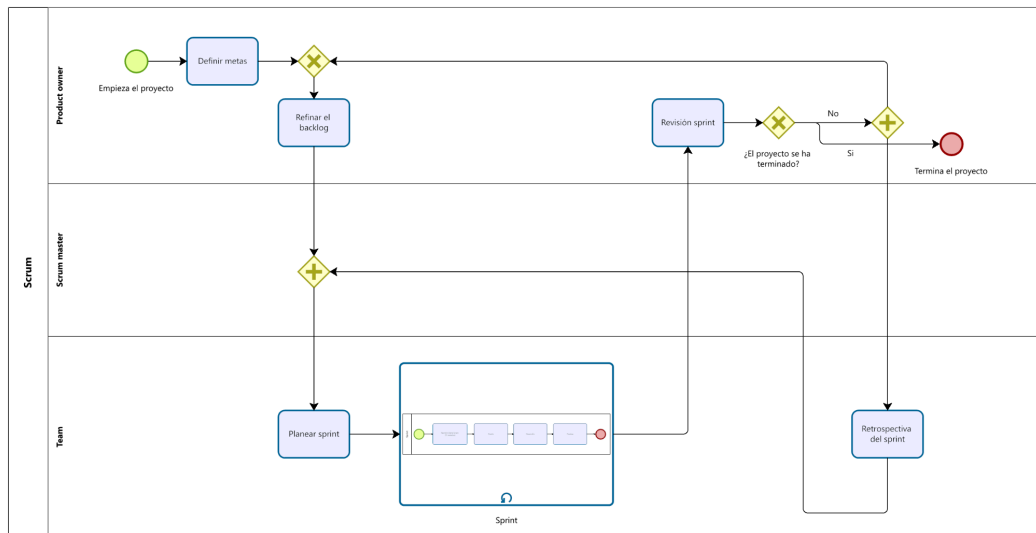 Scrum
Product owner
Empieza el proyecto
Definir metas
Refinar el
backlog
Revisión sprint
¿El proyecto se ha
terminado?
No
Si
Termina el proyecto
Scrum master
Team
Planear sprint
Sprint
Retrospectiva
del sprint